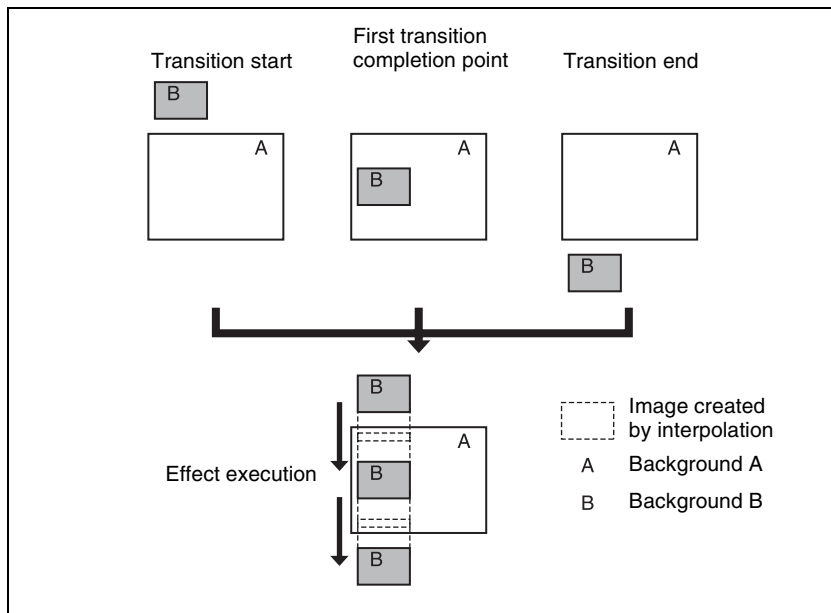 Transition start
First transition
completion point
Transition end
B
A
A
B
A
B
B
A
B
B
Effect execution
Image created
by interpolation
A Background A
B Background B